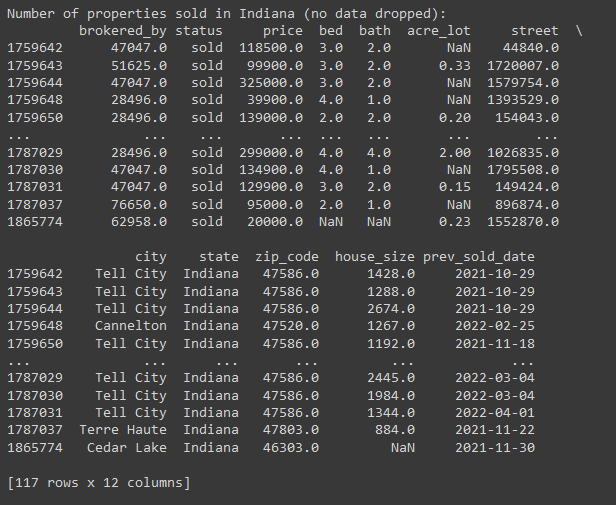 Number of properties sold in Indiana (no data dropped):
         brokered_by status     price  bed  bath  acre_lot     street  \
1759642      47047.0   sold  118500.0  3.0   2.0       NaN    44840.0
1759643      51625.0   sold   99900.0  3.0   2.0      0.33  1720007.0
1759644      47047.0   sold  325000.0  3.0   2.0       NaN  1579754.0
1759648      28496.0   sold   39900.0  4.0   1.0       NaN  1393529.0
1759650      28496.0   sold  139000.0  2.0   2.0      0.20   154043.0
...              ...    ...       ...  ...   ...       ...        ...
1787029      28496.0   sold  299000.0  4.0   4.0      2.00  1026835.0
1787030      47047.0   sold  134900.0  4.0   1.0       NaN  1795508.0
1787031      47047.0   sold  129900.0  3.0   2.0      0.15   149424.0
1787037      76650.0   sold   95000.0  2.0   1.0       NaN   896874.0
1865774      62958.0   sold   20000.0  NaN   NaN      0.23  1552870.0
                city    state  zip_code  house_size prev_sold_date
1759642    Tell City  Indiana   47586.0      1428.0     2021-10-29
1759643    Tell City  Indiana   47586.0      1288.0     2021-10-29
1759644    Tell City  Indiana   47586.0      2674.0     2021-10-29
1759648    Cannelton  Indiana   47520.0      1267.0     2022-02-25
1759650    Tell City  Indiana   47586.0      1192.0     2021-11-18
...              ...      ...       ...         ...            ...
1787029    Tell City  Indiana   47586.0      2445.0     2022-03-04
1787030    Tell City  Indiana   47586.0      1984.0     2022-03-04
1787031    Tell City  Indiana   47586.0      1344.0     2022-04-01
1787037  Terre Haute  Indiana   47803.0       884.0     2021-11-22
1865774   Cedar Lake  Indiana   46303.0         NaN     2021-11-30
[117 rows x 12 columns]